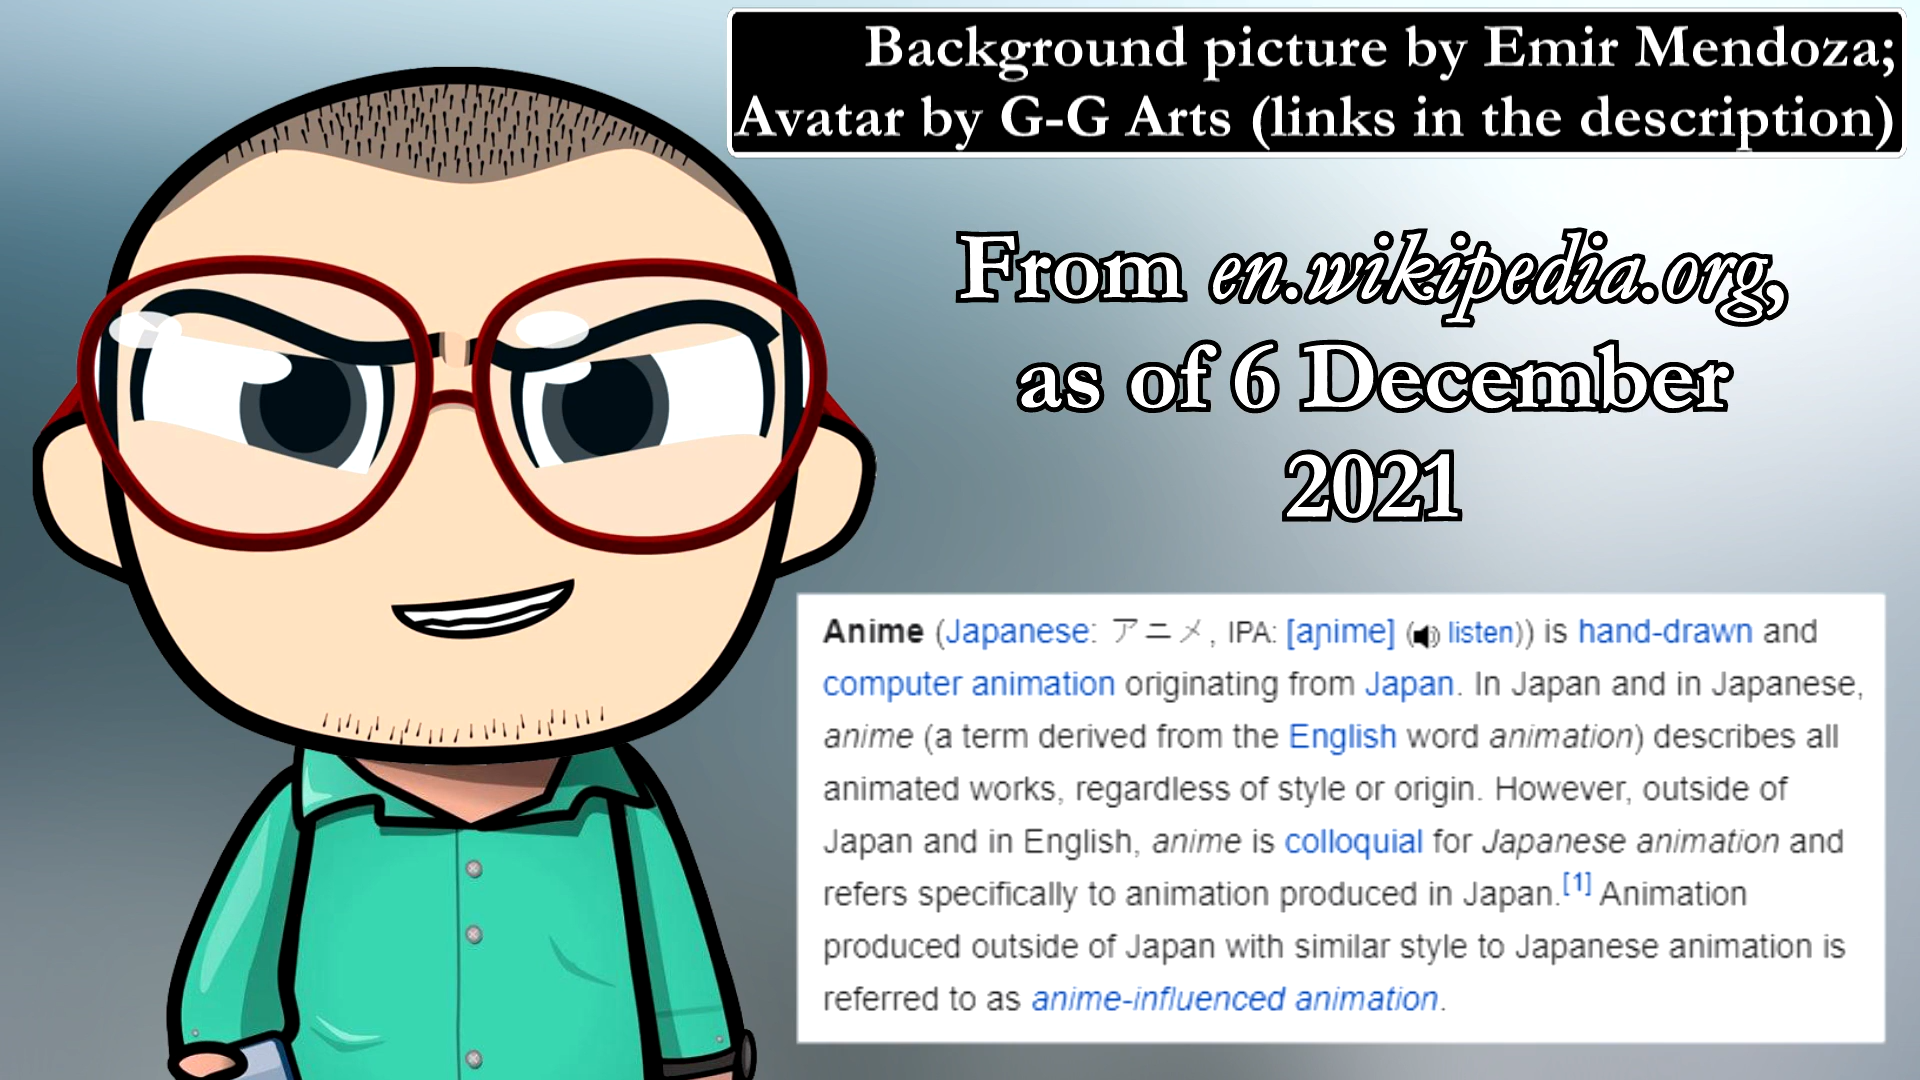 Background picture by Emir Mendoza;
Avatar by G-G Arts (links in the description)
From en.wikipedia.org,
as of 6 December
2021
Anime (Japanese: アニメ, IPA: [aɲime] (listen)) is hand-drawn and
computer animation originating from Japan. In Japan and in Japanese,
anime (a term derived from the English word animation) describes all
animated works, regardless of style or origin. However, outside of
Japan and in English, anime is colloquial for Japanese animation and
refers specifically to animation produced in Japan.[1] Animation
produced outside of Japan with similar style to Japanese animation is
referred to as anime-influenced animation.